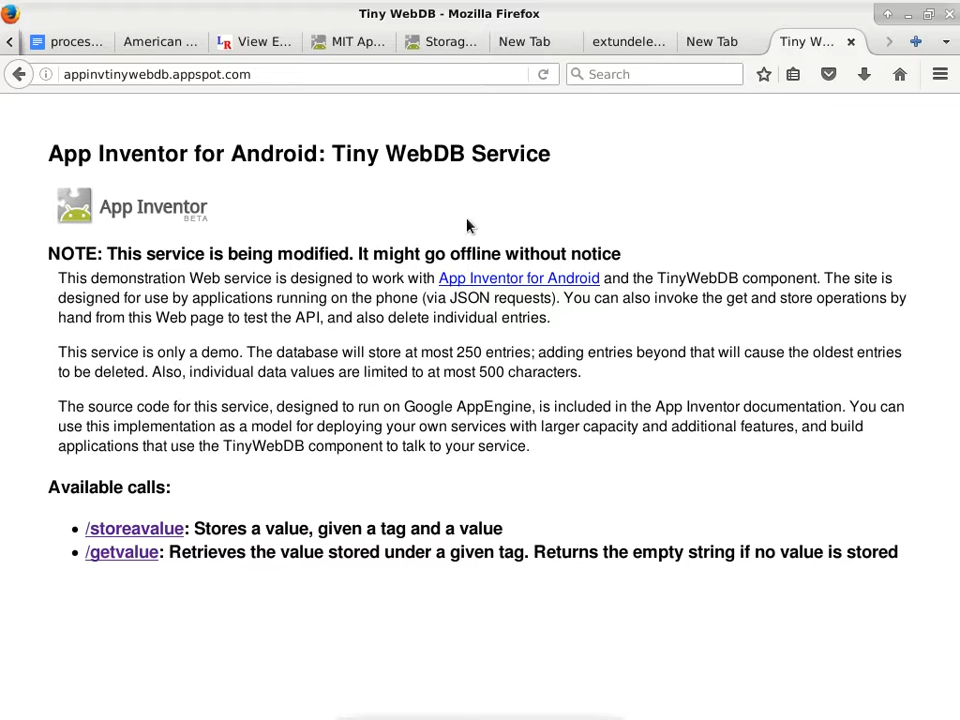 Tiny WebDB - Mozilla Firefox
proces... American ... LR View E... MIT Ap... Storag... New Tab extundele... New Tab Tiny W...
appinvtinywebdb.appspot.com Search
App Inventor for Android: Tiny WebDB Service
App Inventor
BETA
NOTE: This service is being modified. It might go offline without notice
This demonstration Web service is designed to work with App Inventor for Android and the TinyWebDB component. The site is
designed for use by applications running on the phone (via JSON requests). You can also invoke the get and store operations by
hand from this Web page to test the API, and also delete individual entries.
This service is only a demo. The database will store at most 250 entries; adding entries beyond that will cause the oldest entries
to be deleted. Also, individual data values are limited to at most 500 characters.
The source code for this service, designed to run on Google AppEngine, is included in the App Inventor documentation. You can
use this implementation as a model for deploying your own services with larger capacity and additional features, and build
applications that use the TinyWebDB component to talk to your service.
Available calls:
• /storeavalue: Stores a value, given a tag and a value
• /getvalue: Retrieves the value stored under a given tag. Returns the empty string if no value is stored